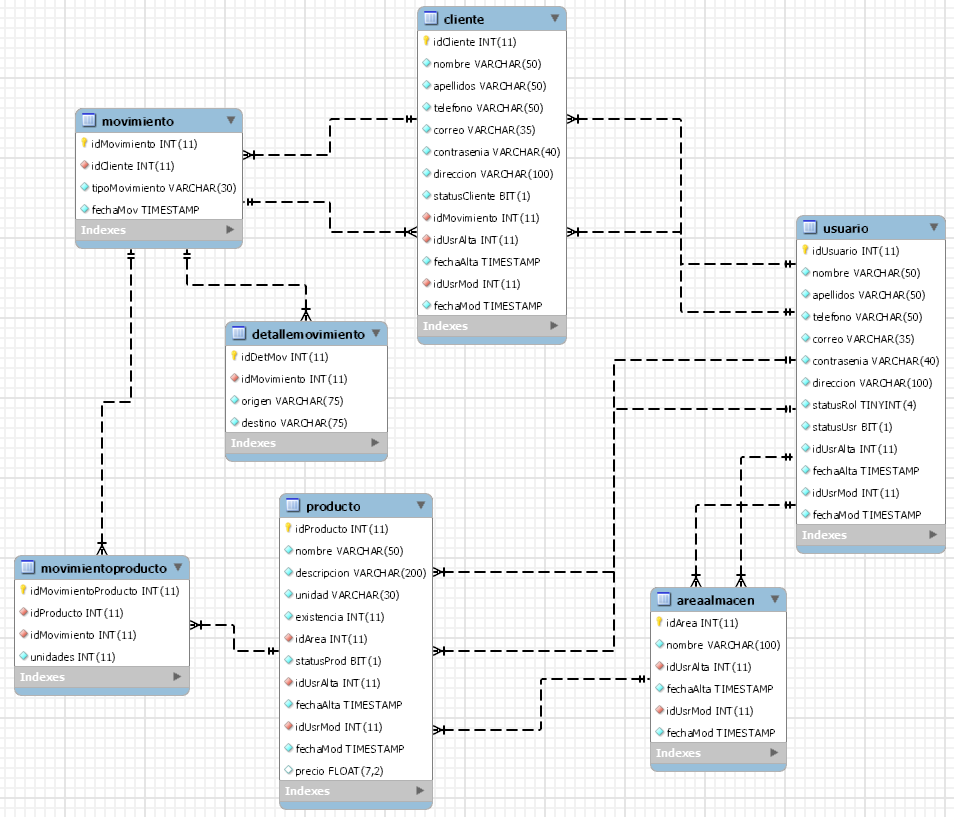 cliente
idCliente INT(11)
nombre VARCHAR(50)
apellidos VARCHAR(50)
telefono VARCHAR(50)
correo VARCHAR(35)
contrasenia VARCHAR(40)
direccion VARCHAR(100)
statusCliente BIT(1)
idMovimiento INT(11)
idUsrAlta INT(11)
fechaAlta TIMESTAMP
idUsrMod INT(11)
fechaMod TIMESTAMP
Indexes
movimiento
idMovimiento INT(11)
idCliente INT(11)
tipoMovimiento VARCHAR(30)
fechaMov TIMESTAMP
Indexes
usuario
idUsuario INT(11)
nombre VARCHAR(50)
apellidos VARCHAR(50)
telefono VARCHAR(50)
correo VARCHAR(35)
contrasenia VARCHAR(40)
direccion VARCHAR(100)
statusRol TINYINT(4)
statusUsr BIT(1)
idUsrAlta INT(11)
fechaAlta TIMESTAMP
idUsrMod INT(11)
fechaMod TIMESTAMP
Indexes
detallemovimiento
idDetMov INT(11)
idMovimiento INT(11)
origen VARCHAR(75)
destino VARCHAR(75)
Indexes
producto
idProducto INT(11)
nombre VARCHAR(50)
descripcion VARCHAR(200)
unidad VARCHAR(30)
existencia INT(11)
idArea INT(11)
statusProd BIT(1)
idUsrAlta INT(11)
fechaAlta TIMESTAMP
idUsrMod INT(11)
fechaMod TIMESTAMP
precio FLOAT(7,2)
Indexes
movimientoproducto
idMovimientoProducto INT(11)
idProducto INT(11)
idMovimiento INT(11)
unidades INT(11)
Indexes
areaalmacen
idArea INT(11)
nombre VARCHAR(100)
idUsrAlta INT(11)
fechaAlta TIMESTAMP
idUsrMod INT(11)
fechaMod TIMESTAMP
Indexes